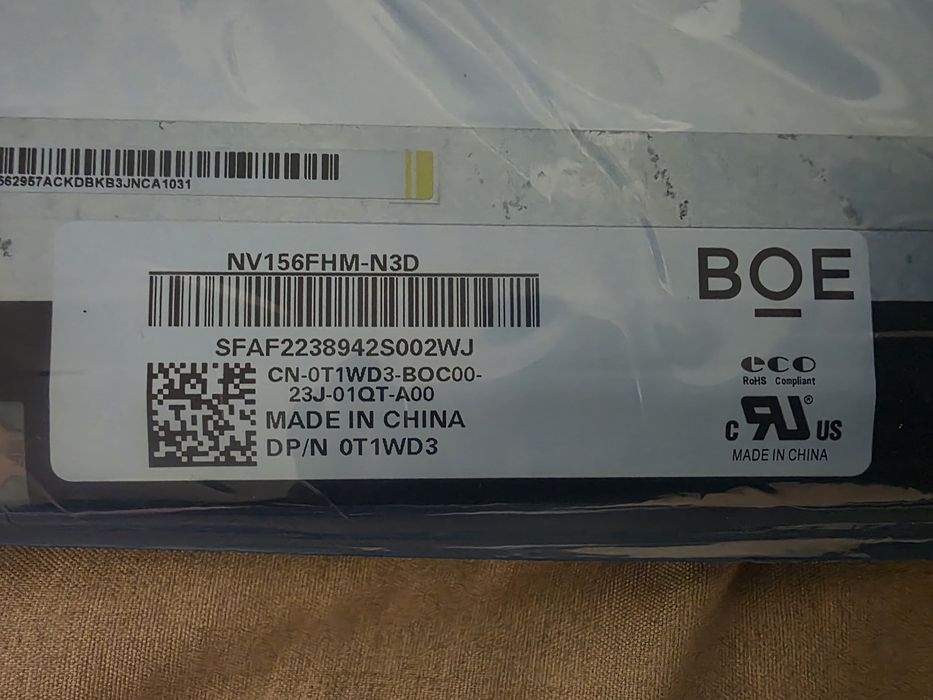 562957ACKDBKB3JNCA1031
NV156FHM-N3D
BOE
SFAF2238942S002WJ
CN-0T1WD3-BOC00-
23J-01QT-A00
MADE IN CHINA
DP/N 0T1WD3
eco
RoHS Compliant
C RU® US
MADE IN CHINA